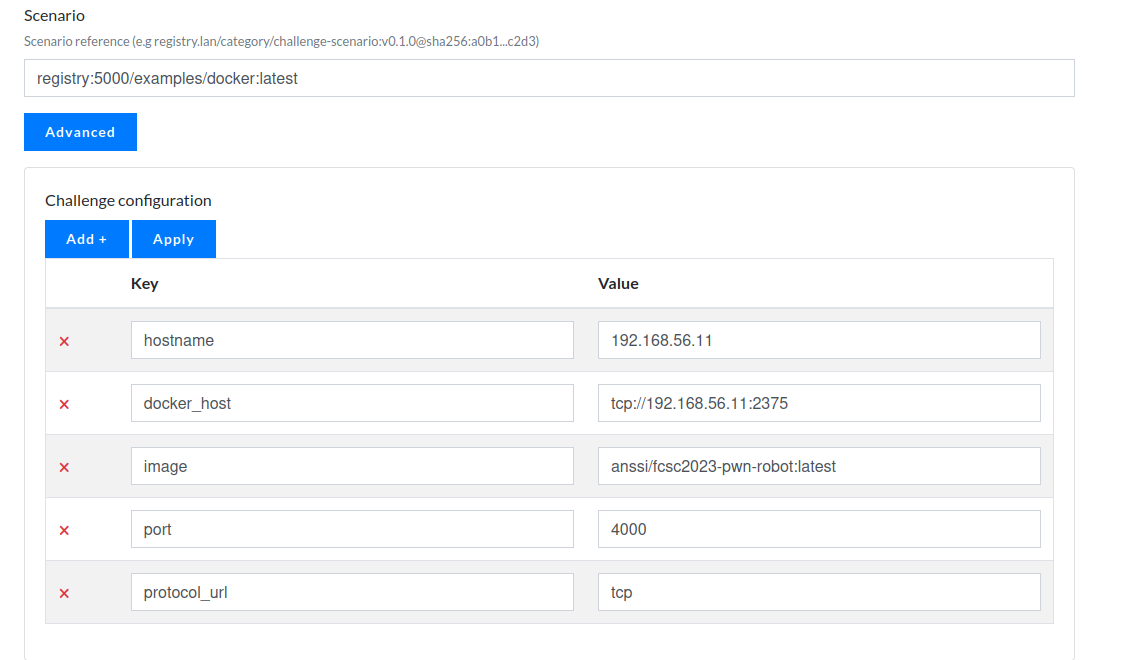 Scenario
Scenario reference (e.g registry.lan/category/challenge-scenario:v0.1.0@sha256:a0b1...c2d3)
registry:5000/examples/docker:latest
Advanced
Challenge configuration
Add + Apply
Key Value
× hostname 192.168.56.11
× docker_host tcp://192.168.56.11:2375
× image anssi/fcsc2023-pwn-robot:latest
× port 4000
× protocol_url tcp